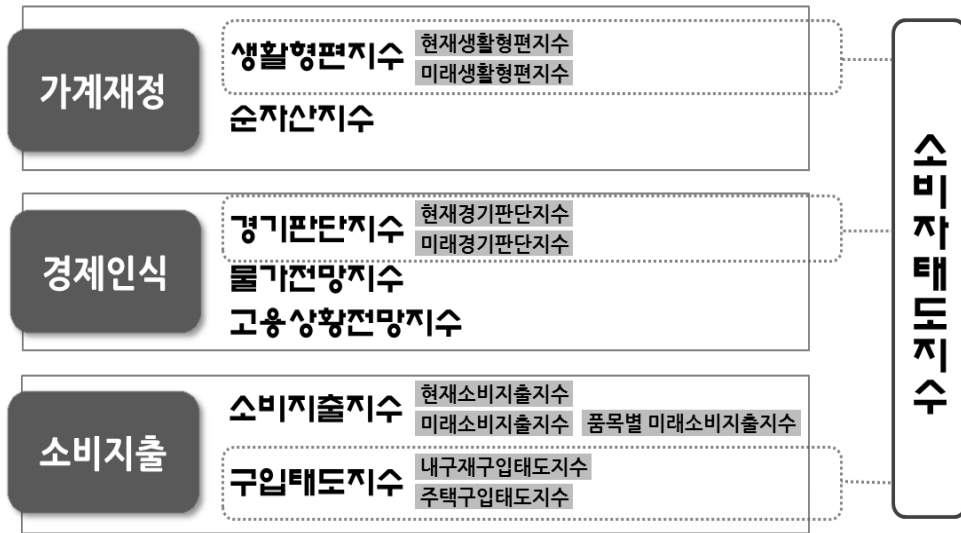 가계재정
생활형편지수
현재생활형편지수
미래생활형편지수
순자산지수
경제인식
경기판단지수
현재경기판단지수
미래경기판단지수
물가전망지수
고용상황전망지수
소비지출
소비지출지수
현재소비지출지수
미래소비지출지수 품목별 미래소비지출지수
구입태도지수
내구재구입태도지수
주택구입태도지수
소비자태도지수